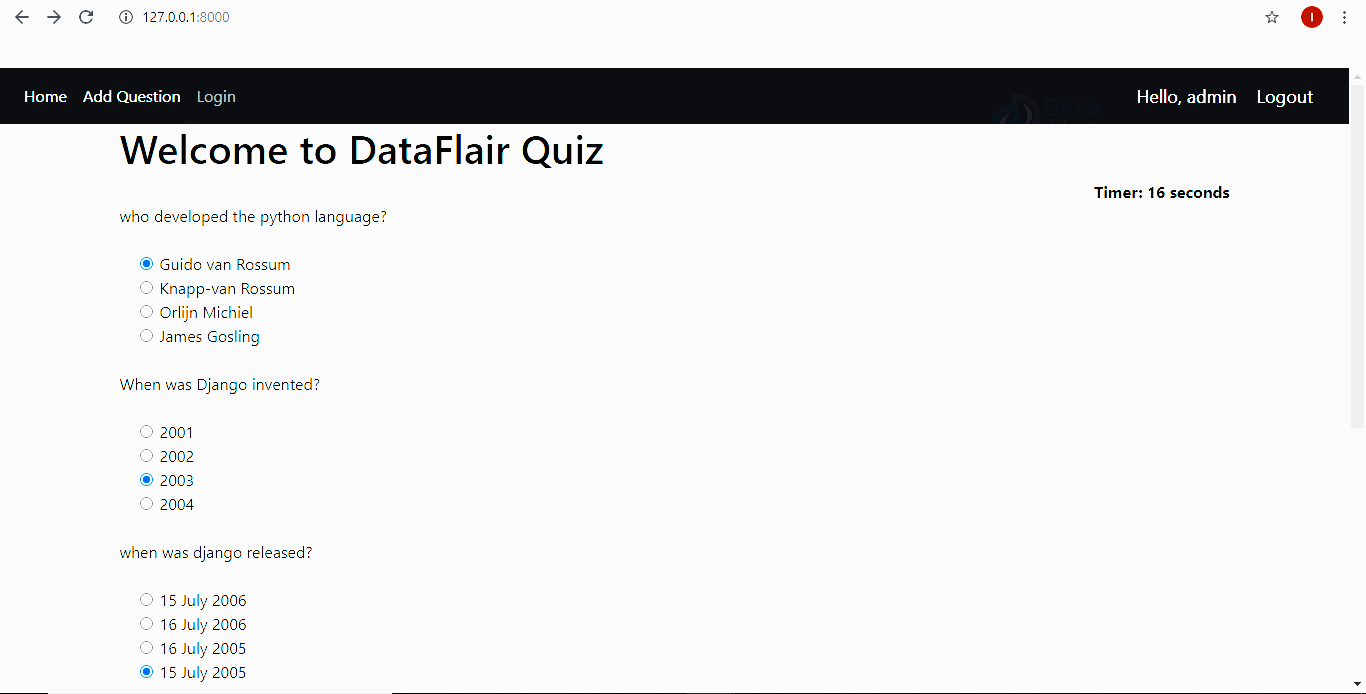 127.0.0.1:8000
I
Home Add Question Login Hello, admin Logout
Welcome to DataFlair Quiz
Timer: 16 seconds
who developed the python language?
Guido van Rossum
Knapp-van Rossum
Orlijn Michiel
James Gosling
When was Django invented?
2001
2002
2003
2004
when was django released?
15 July 2006
16 July 2006
16 July 2005
15 July 2005